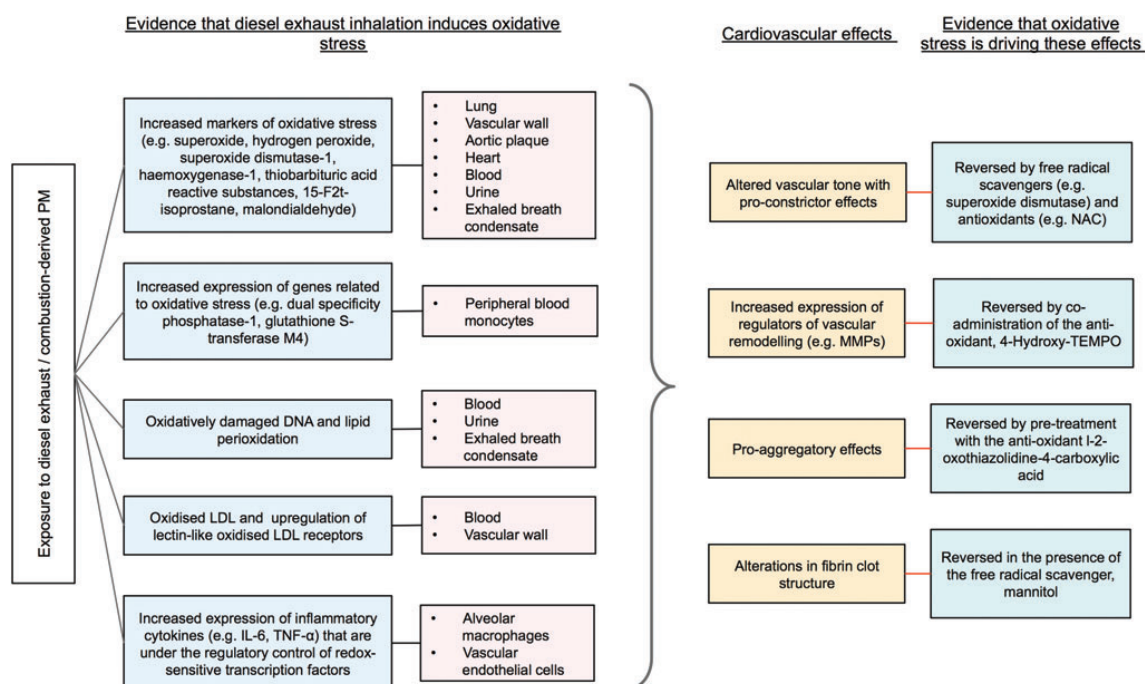 Evidence that diesel exhaust inhalation induces oxidative
stress
Cardiovascular effects
Evidence that oxidative
stress is driving these effects
Exposure to diesel exhaust / combustion-derived PM
Increased markers of oxidative stress
(e.g. superoxide, hydrogen peroxide,
superoxide dismutase-1,
haemoxygenase-1, thiobarbituric acid
reactive substances, 15-F2t-
isoprostane, malondialdehyde)
• Lung
• Vascular wall
• Aortic plaque
• Heart
• Blood
• Urine
• Exhaled breath
condensate
Increased expression of genes related
to oxidative stress (e.g. dual specificity
phosphatase-1, glutathione S-
transferase M4)
• Peripheral blood
monocytes
Oxidatively damaged DNA and lipid
perioxidation
• Blood
• Urine
• Exhaled breath
condensate
Oxidised LDL and upregulation of
lectin-like oxidised LDL receptors
• Blood
• Vascular wall
Increased expression of inflammatory
cytokines (e.g. IL-6, TNF-α) that are
under the regulatory control of redox-
sensitive transcription factors
• Alveolar
macrophages
• Vascular
endothelial cells
Altered vascular tone with
pro-constrictor effects
Reversed by free radical
scavengers (e.g.
superoxide dismutase) and
antioxidants (e.g. NAC)
Increased expression of
regulators of vascular
remodelling (e.g. MMPs)
Reversed by co-
administration of the anti-
oxidant, 4-Hydroxy-TEMPO
Pro-aggregatory effects
Reversed by pre-treatment
with the anti-oxidant l-2-
oxothiazolidine-4-carboxylic
acid
Alterations in fibrin clot
structure
Reversed in the presence of
the free radical scavenger,
mannitol